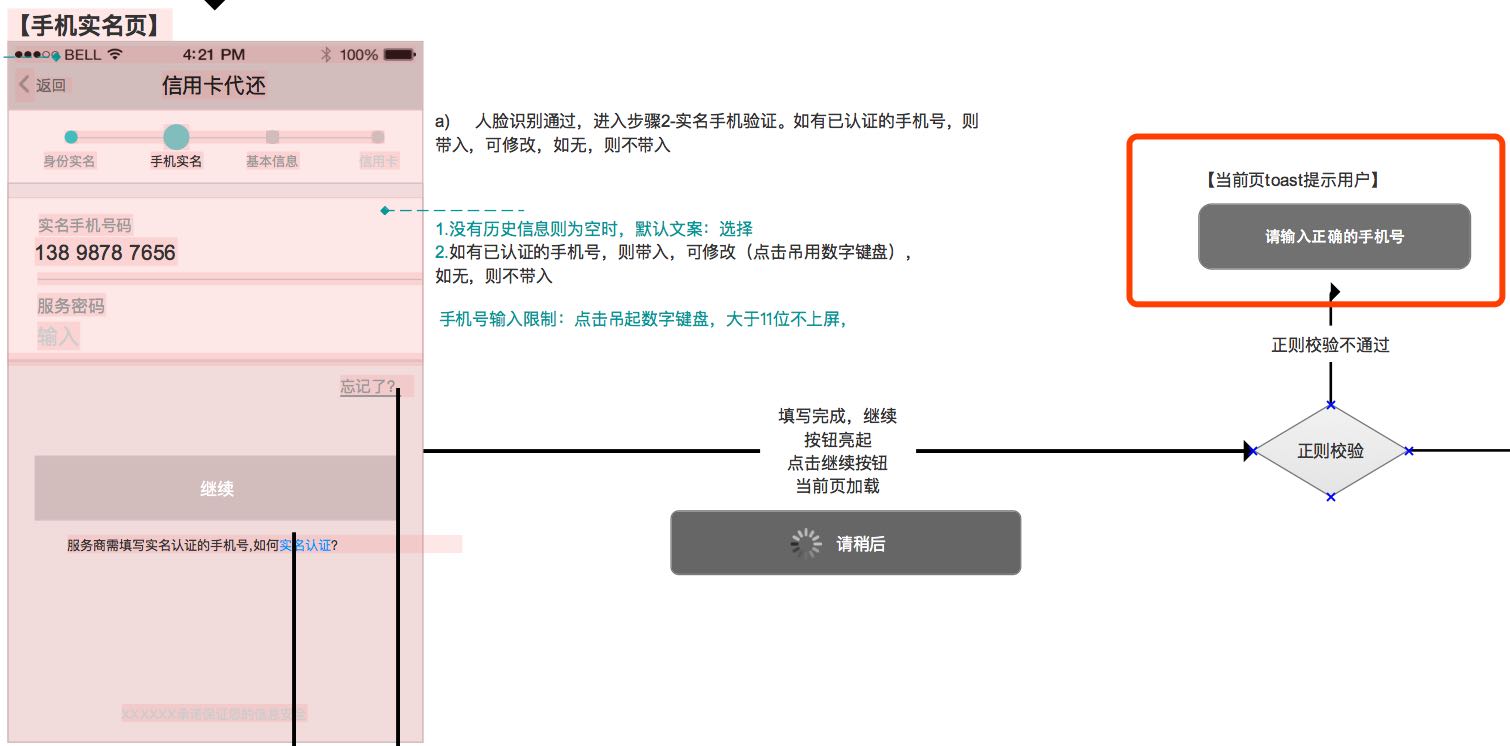 【手机实名页】
BELL 4:21 PM 100%
返回 信用卡代还
身份实名 手机实名 基本信息 信用卡
实名手机号码
138 9878 7656
服务密码
输入
忘记了?
继续
服务商需填写实名认证的手机号,如何实名认证?
XXXXXX承诺保证您的信息安全
a) 人脸识别通过，进入步骤2-实名手机验证。如有已认证的手机号，则
带入，可修改，如无，则不带入
1.没有历史信息则为空时，默认文案：选择
2.如有已认证的手机号，则带入，可修改（点击吊用数字键盘），
如无，则不带入
手机号输入限制：点击吊起数字键盘，大于11位不上屏，
填写完成，继续
按钮亮起
点击继续按钮
当前页加载
请稍后
【当前页toast提示用户】
请输入正确的手机号
正则校验不通过
正则校验